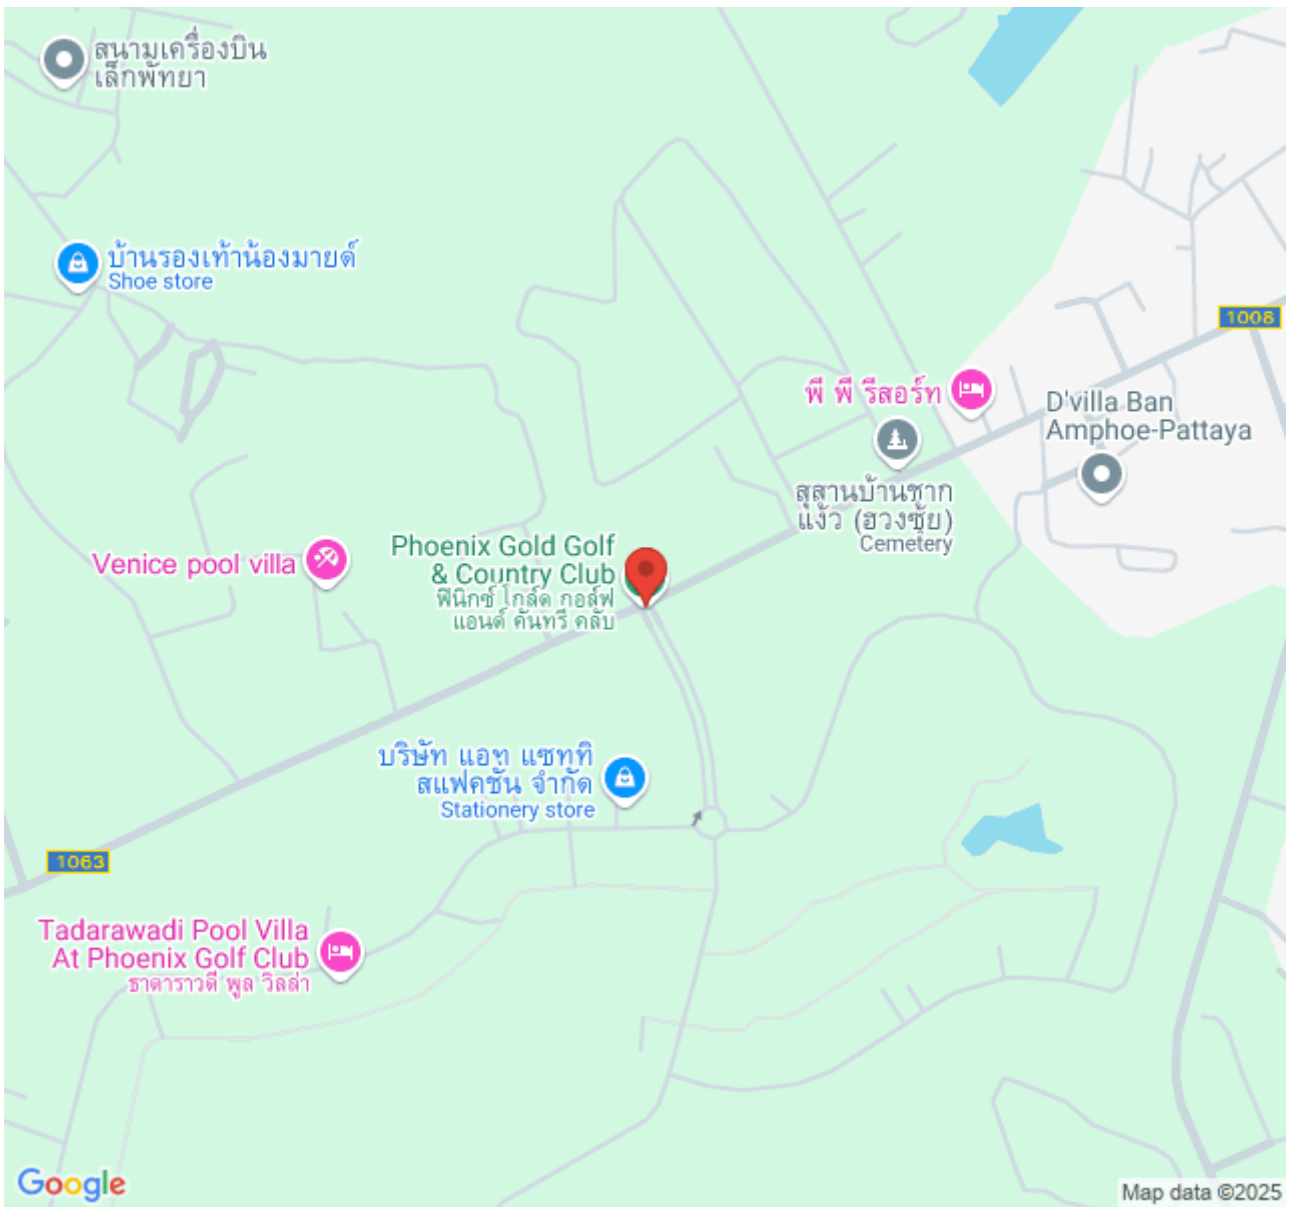 สนามเครื่องบิน
เล็กพัทยา
บ้านรองเท้าน้องมายด์
Shoe store
1008
พี พี รีสอร์ท
D'villa Ban
Amphoe-Pattaya
สุสานบ้านชาก
แง้ว (ฮวงซุ้ย)
Cemetery
Phoenix Gold Golf
& Country Club
ฟีนิกซ์ โกล์ด กอล์ฟ
แอนด์ คันทรี คลับ
Venice pool villa
บริษัท แอท แซทที
สแฟคชั่น จำกัด
Stationery store
1063
Tadarawadi Pool Villa
At Phoenix Golf Club
ธาดาราวดี พูล วิลล่า
Google
Map data ©2025